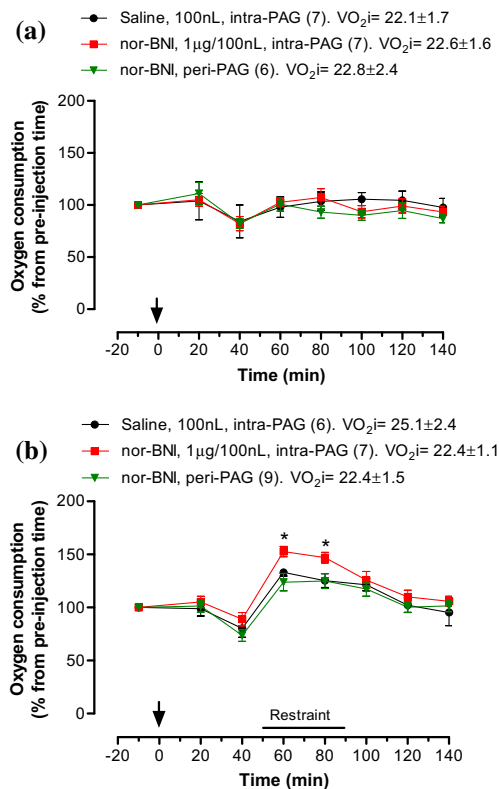 (a)
Saline, 100nL, intra-PAG (7). VO2i= 22.1±1.7
nor-BNI, 1µg/100nL, intra-PAG (7). VO2i= 22.6±1.6
nor-BNI, peri-PAG (6). VO2i= 22.8±2.4
Oxygen consumption
(% from pre-injection time)
200
150
100
50
0
-20 0 20 40 60 80 100 120 140
Time (min)
(b)
Saline, 100nL, intra-PAG (6). VO2i= 25.1±2.4
nor-BNI, 1µg/100nL, intra-PAG (7). VO2i= 22.4±1.1
nor-BNI, peri-PAG (9). VO2i= 22.4±1.5
Oxygen consumption
(% from pre-injection time)
200
150
100
50
0
* *
Restraint
-20 0 20 40 60 80 100 120 140
Time (min)